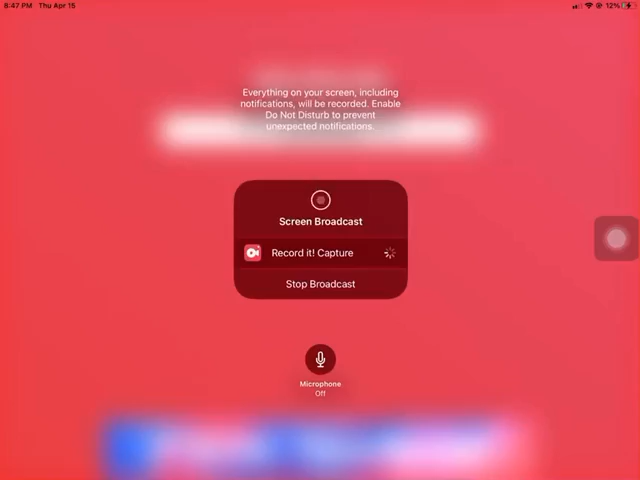 8:47 PM Thu Apr 15
12%
Everything on your screen, including
notifications, will be recorded. Enable
Do Not Disturb to prevent
unexpected notifications.
Screen Broadcast
Record it! Capture
Stop Broadcast
Microphone
Off